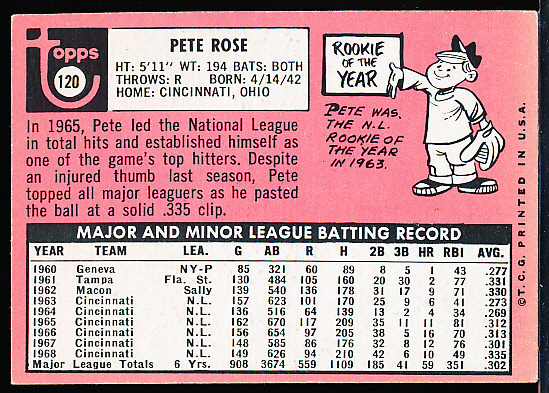 topps
120
PETE ROSE
HT: 5'11" WT: 194 BATS: BOTH
THROWS: R BORN: 4/14/42
HOME: CINCINNATI, OHIO
ROOKIE
OF THE
YEAR
PETE WAS
THE N.L.
ROOKIE OF
THE YEAR
IN 1963.
In 1965, Pete led the National League
in total hits and established himself as
one of the game's top hitters. Despite
an injured thumb last season, Pete
topped all major leaguers as he pasted
the ball at a solid .335 clip.
MAJOR AND MINOR LEAGUE BATTING RECORD
YEAR TEAM LEA. G AB R H 2B 3B HR RBI AVG.
1960 Geneva NY-P 85 321 60 89 8 5 1 43 .277
1961 Tampa Fla. St. 130 484 105 160 20 30 2 77 .331
1962 Macon Sally 139 540 136 178 31 17 9 71 .330
1963 Cincinnati N.L. 157 623 101 170 25 9 6 41 .273
1964 Cincinnati N.L. 136 516 64 139 13 2 4 34 .269
1965 Cincinnati N.L. 162 670 117 209 35 11 11 81 .312
1966 Cincinnati N.L. 156 654 97 205 38 5 16 70 .313
1967 Cincinnati N.L. 148 585 86 176 32 8 12 76 .301
1968 Cincinnati N.L. 149 626 94 210 42 6 10 49 .335
Major League Totals 6 Yrs. 908 3674 559 1109 185 41 59 351 .302
© T.C.G. PRINTED IN U.S.A.